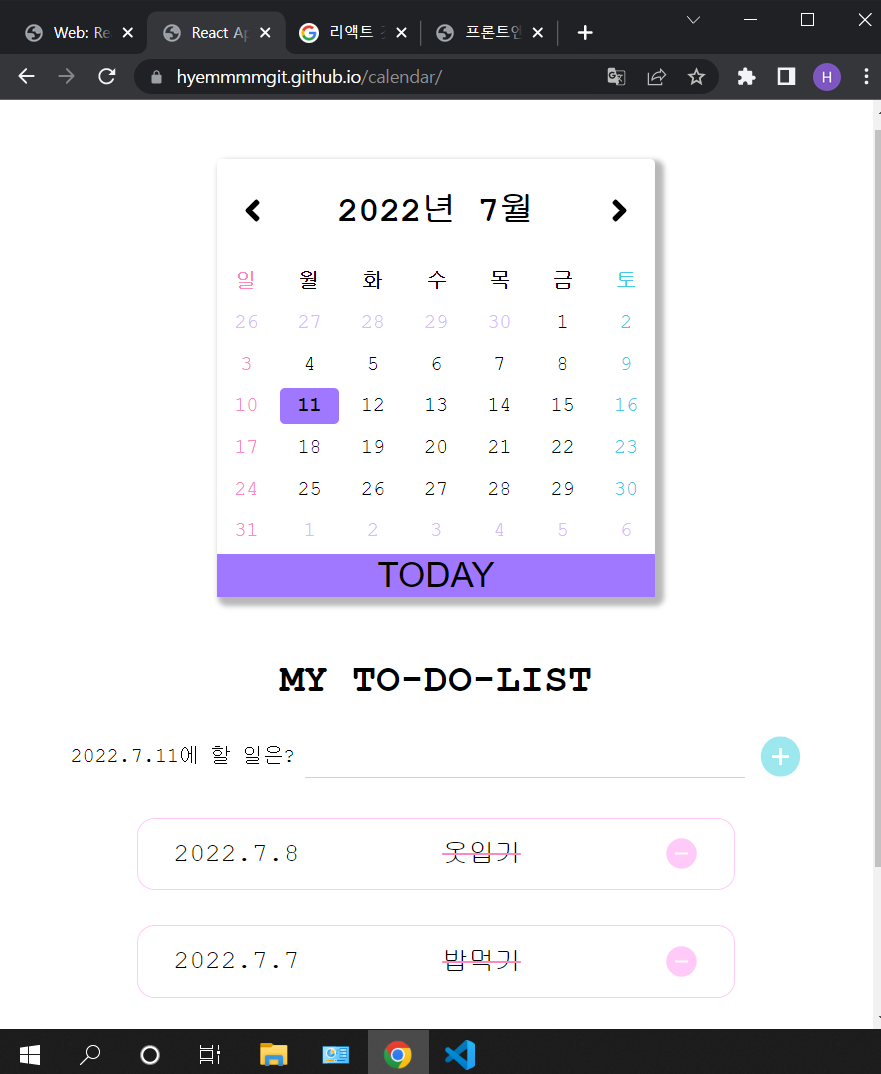 Web: Re
React Ap
리액트
프론트엔
hyemmmmgit.github.io/calendar/
H
2022년 7월
일 월 화 수 목 금 토
26 27 28 29 30 1 2
3 4 5 6 7 8 9
10 11 12 13 14 15 16
17 18 19 20 21 22 23
24 25 26 27 28 29 30
31 1 2 3 4 5 6
TODAY
MY TO-DO-LIST
2022.7.11에 할 일은?
2022.7.8 옷입기
2022.7.7 밥먹기